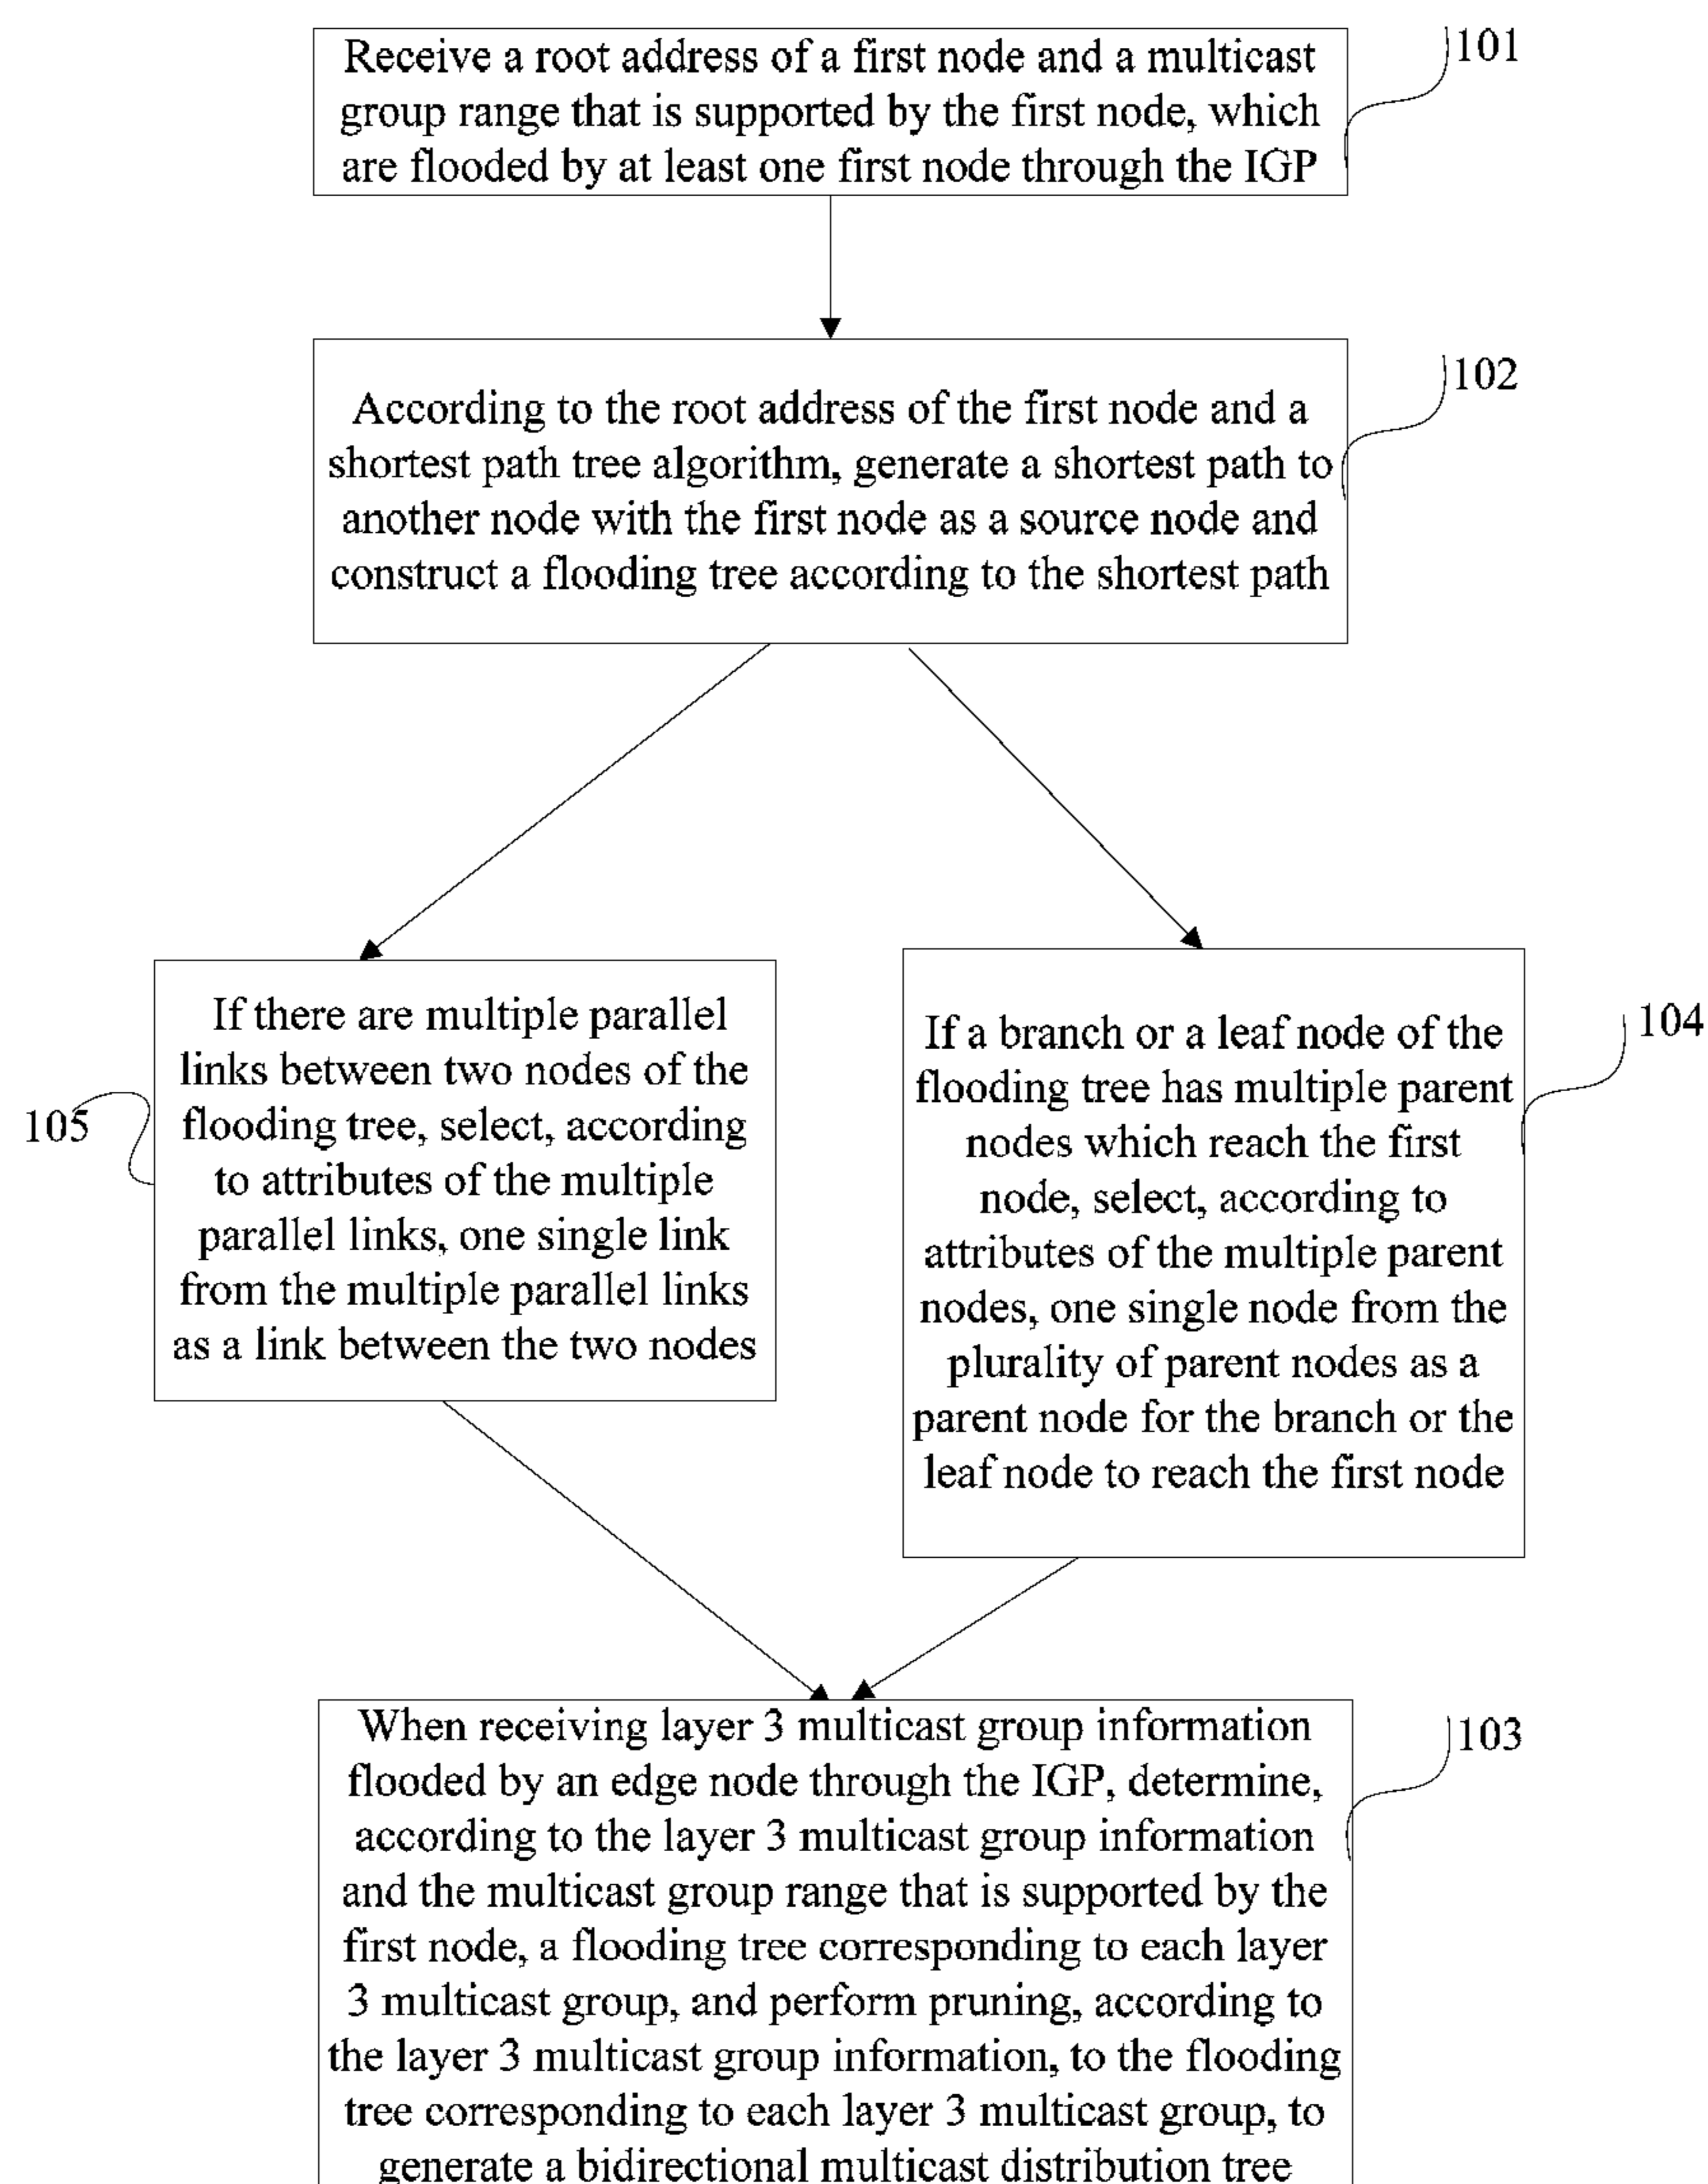 Receive a root address of a first node and a multicast
group range that is supported by the first node, which
are flooded by at least one first node through the IGP
101
According to the root address of the first node and a
shortest path tree algorithm, generate a shortest path to
another node with the first node as a source node and
construct a flooding tree according to the shortest path
102
If there are multiple parallel
links between two nodes of the
flooding tree, select, according
to attributes of the multiple
parallel links, one single link
from the multiple parallel links
as a link between the two nodes
105
If a branch or a leaf node of the
flooding tree has multiple parent
nodes which reach the first
node, select, according to
attributes of the multiple parent
nodes, one single node from the
plurality of parent nodes as a
parent node for the branch or the
leaf node to reach the first node
104
When receiving layer 3 multicast group information
flooded by an edge node through the IGP, determine,
according to the layer 3 multicast group information
and the multicast group range that is supported by the
first node, a flooding tree corresponding to each layer
3 multicast group, and perform pruning, according to
the layer 3 multicast group information, to the flooding
tree corresponding to each layer 3 multicast group, to
generate a bidirectional multicast distribution tree
103